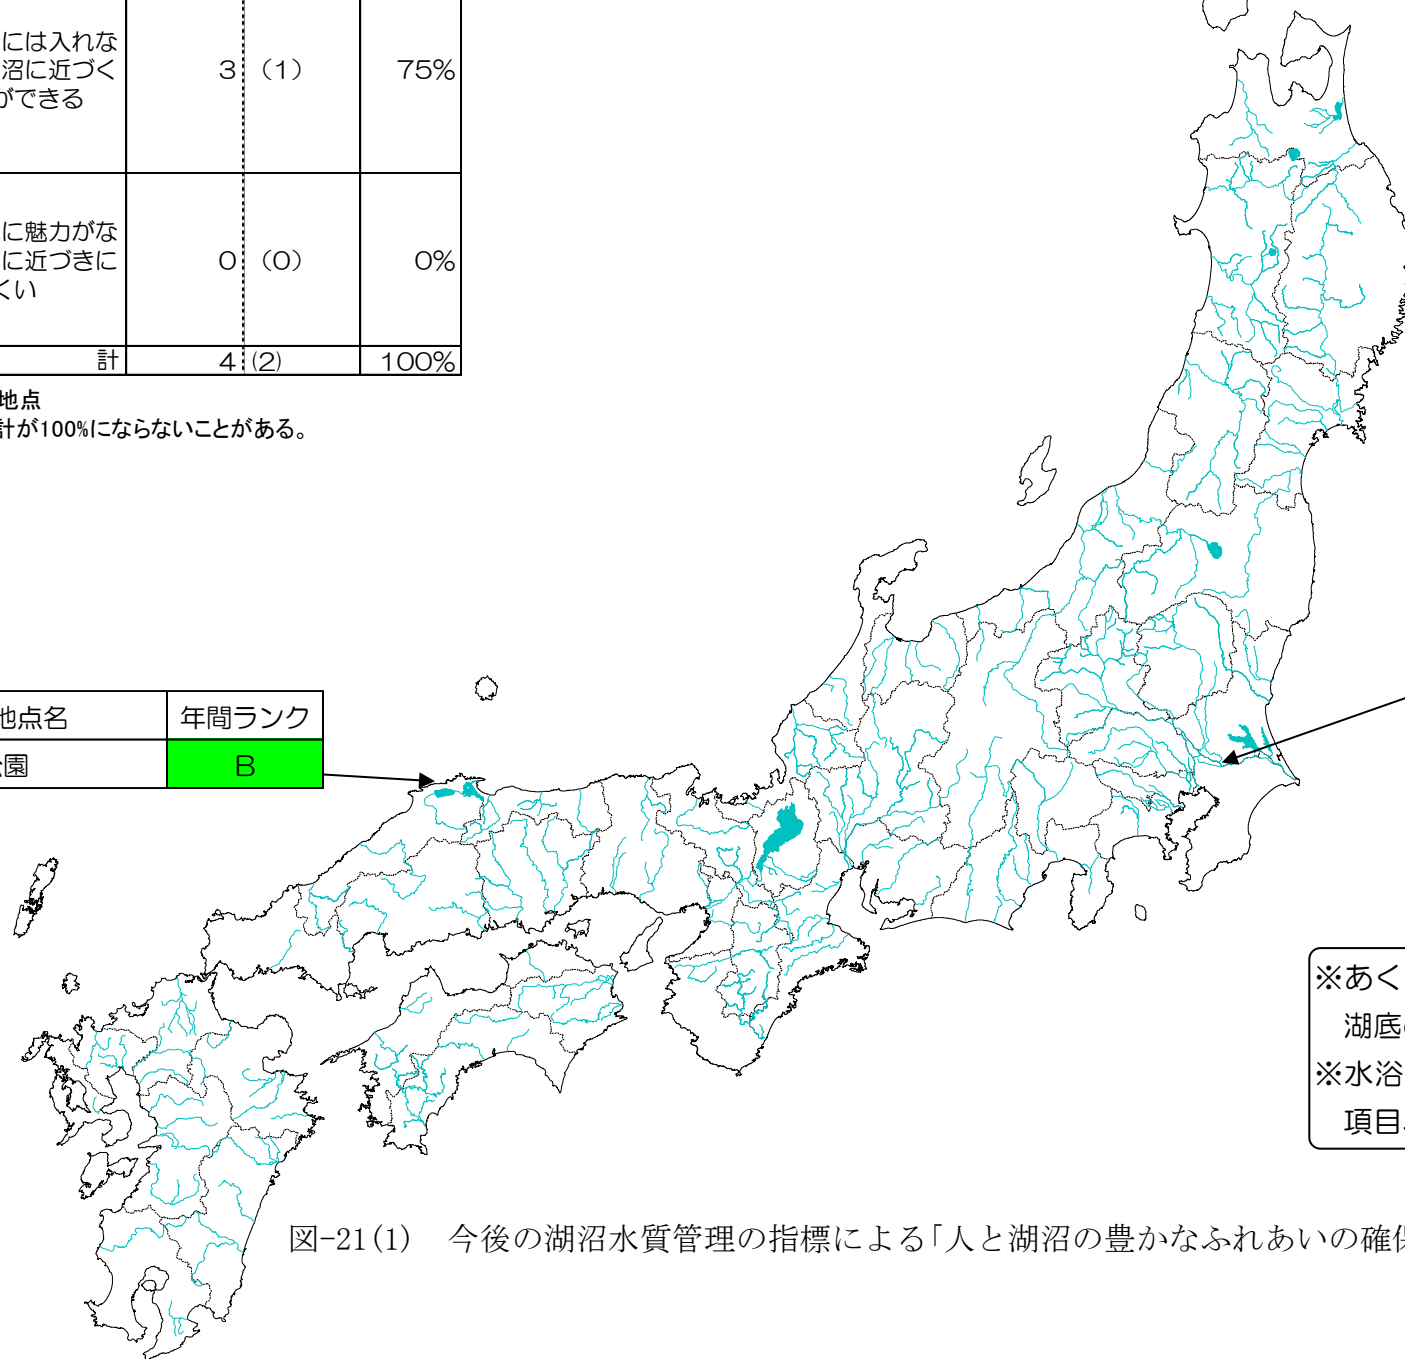 には入れな
沼に近づく
ができる
3 (1) 75%
に魅力がな
に近づきに
くい
0 (0) 0%
計 4 (2) 100%
地点
計が100%にならないことがある。
地点名 年間ランク
公園 B
※あく
湖底
※水浴
項目
図-21(1) 今後の湖沼水質管理の指標による「人と湖沼の豊かなふれあいの確保